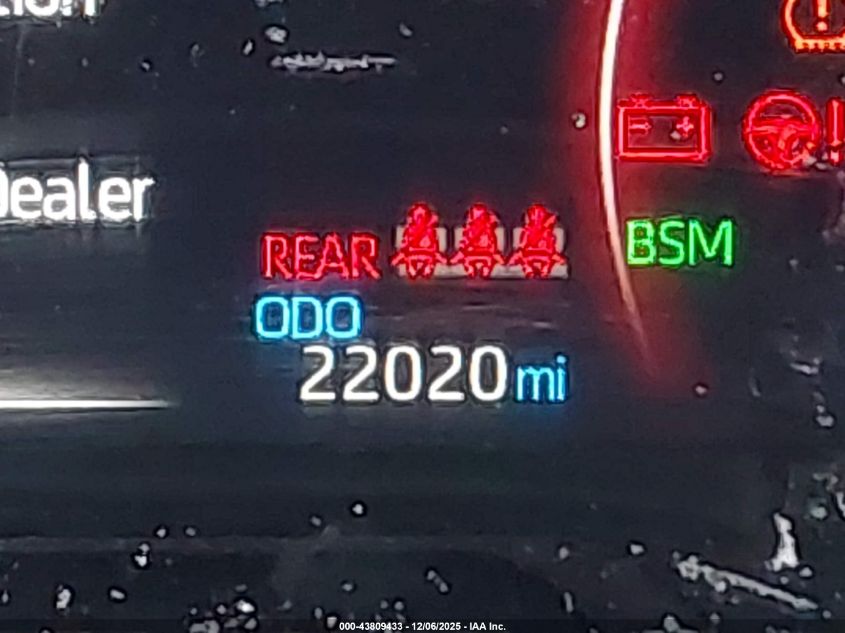 Dealer
REAR
BSM
ODO
22020 mi
000-43809433 - 12/06/2025 - IAA Inc.